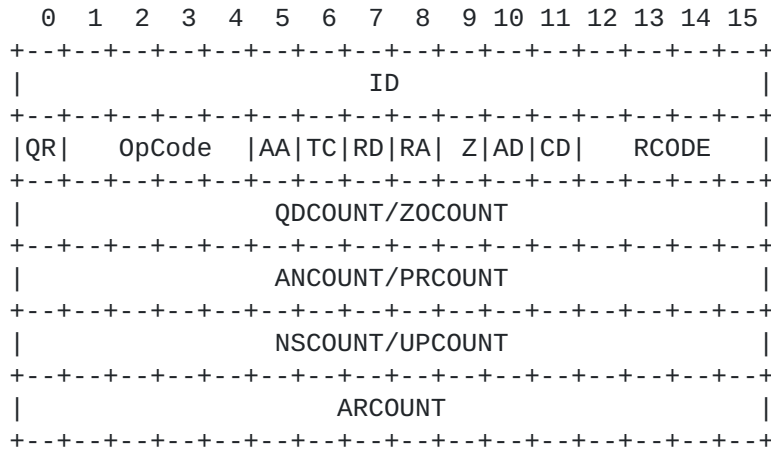 0 1 2 3 4 5 6 7 8 9 10 11 12 13 14 15
+--+--+--+--+--+--+--+--+--+--+--+--+--+--+--+--+
| ID |
+--+--+--+--+--+--+--+--+--+--+--+--+--+--+--+--+
|QR| OpCode |AA|TC|RD|RA| Z|AD|CD| RCODE |
+--+--+--+--+--+--+--+--+--+--+--+--+--+--+--+--+
| QDCOUNT/ZOCOUNT |
+--+--+--+--+--+--+--+--+--+--+--+--+--+--+--+--+
| ANCOUNT/PRCOUNT |
+--+--+--+--+--+--+--+--+--+--+--+--+--+--+--+--+
| NSCOUNT/UPCOUNT |
+--+--+--+--+--+--+--+--+--+--+--+--+--+--+--+--+
| ARCOUNT |
+--+--+--+--+--+--+--+--+--+--+--+--+--+--+--+--+